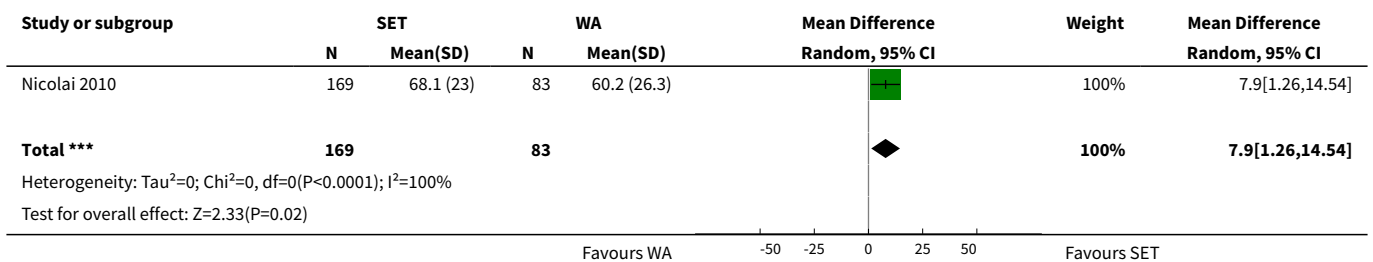 Study or subgroup SET WA Mean Difference Weight Mean Difference
N Mean(SD) N Mean(SD) Random, 95% CI Random, 95% CI
Nicolai 2010 169 68.1 (23) 83 60.2 (26.3) 100% 7.9[1.26,14.54]
Total *** 169 83 100% 7.9[1.26,14.54]
Heterogeneity: Tau²=0; Chi²=0, df=0(P<0.0001); I²=100%
Test for overall effect: Z=2.33(P=0.02)
Favours WA -50 -25 0 25 50 Favours SET